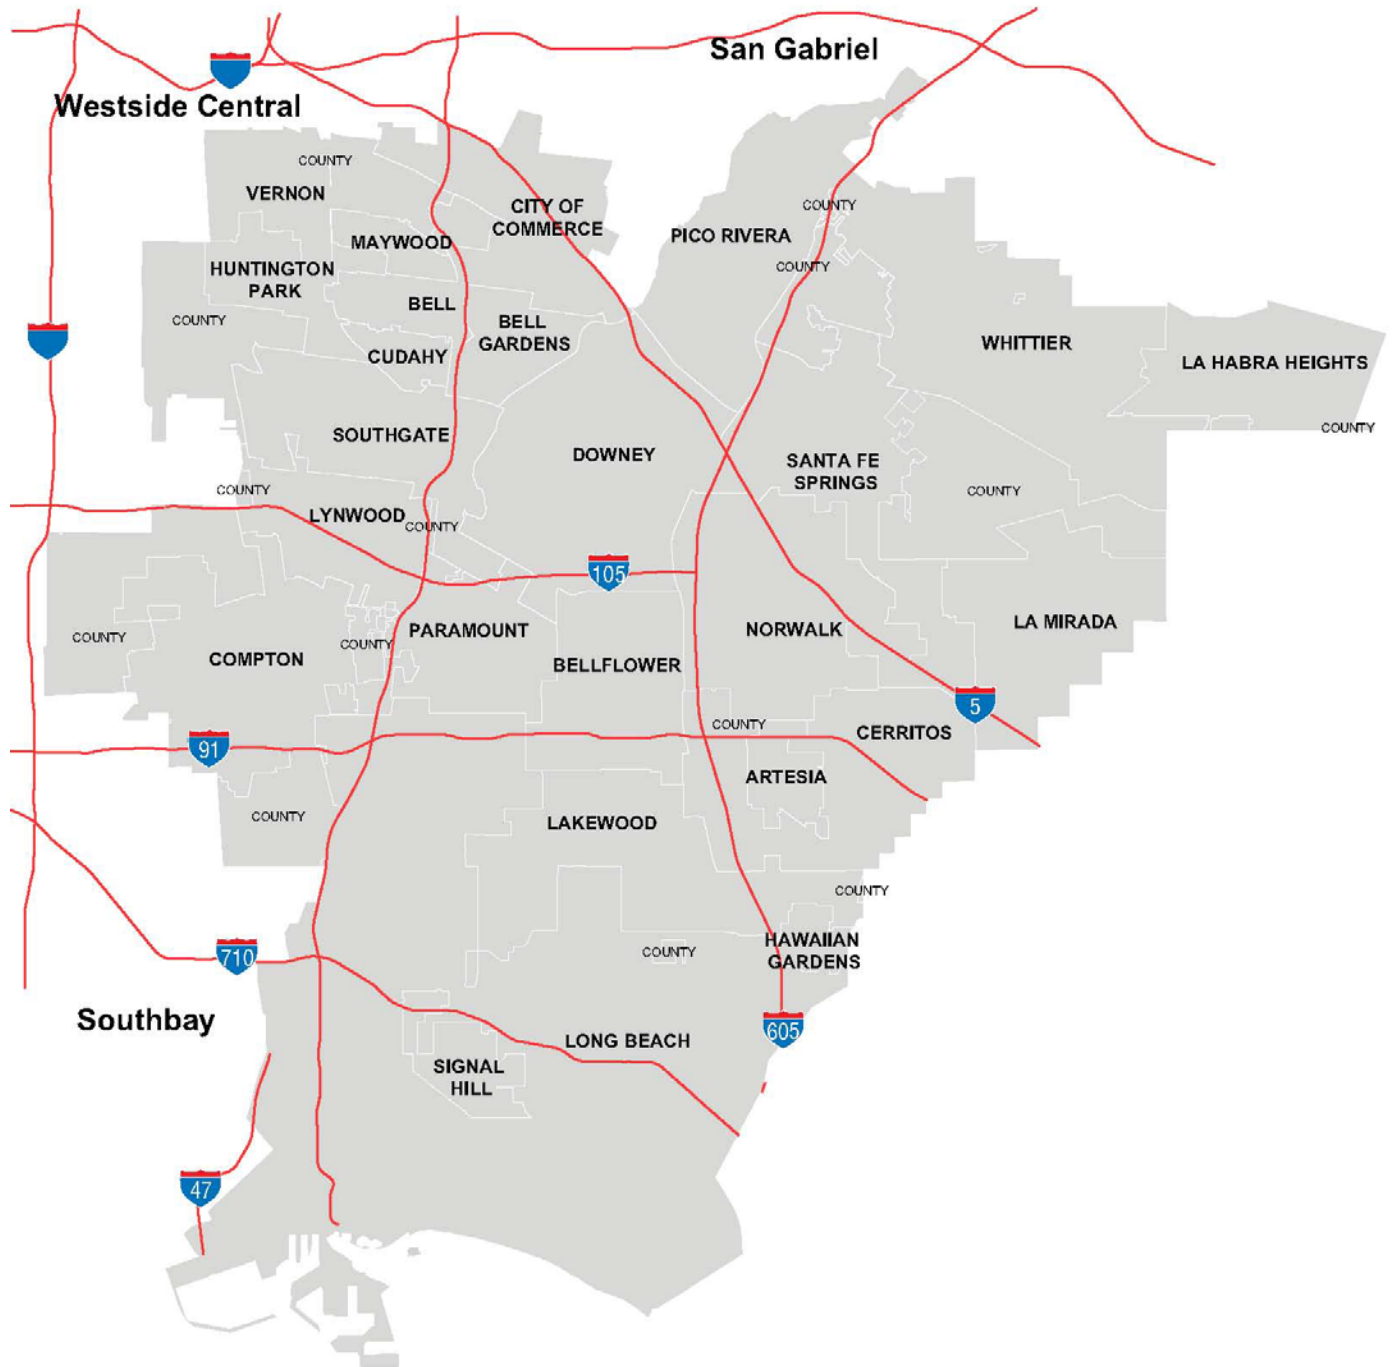 San Gabriel
Westside Central
COUNTY
VERNON
CITY OF
COMMERCE
COUNTY
PICO RIVERA
MAYWOOD
HUNTINGTON
PARK
COUNTY
BELL
COUNTY
BELL
GARDENS
WHITTIER
CUDAHY
LA HABRA HEIGHTS
COUNTY
SOUTHGATE
DOWNEY
SANTA FE
SPRINGS
COUNTY
COUNTY
LYNWOOD
COUNTY
105
COUNTY
COMPTON
COUNTY
PARAMOUNT
BELLFLOWER
NORWALK
LA MIRADA
5
91
COUNTY
CERRITOS
ARTESIA
COUNTY
LAKEWOOD
COUNTY
710
COUNTY
HAWAIIAN
GARDENS
Southbay
605
LONG BEACH
SIGNAL
HILL
47